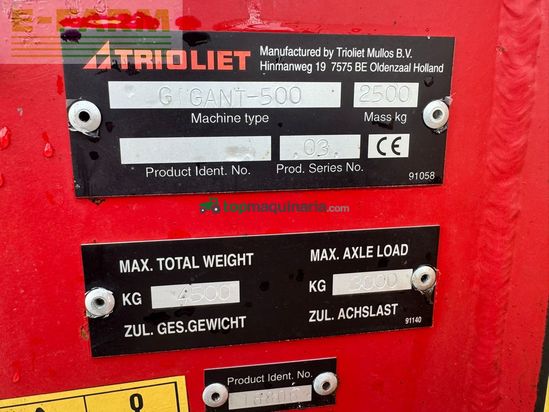 E-FARM
TRIOLIET
Manufactured by Trioliet Mullos B.V.
Hinmanweg 19 7575 BE Oldenzaal Holland
GIGANT-500 2500
Machine type Mass kg
03 CE
Product Ident. No. Prod. Series No.
91058
topmaquinaria.com
MAX. TOTAL WEIGHT MAX. AXLE LOAD
KG 4500 KG 3000
ZUL. GES.GEWICHT ZUL. ACHSLAST
91140
Product Ident. No.
A Q